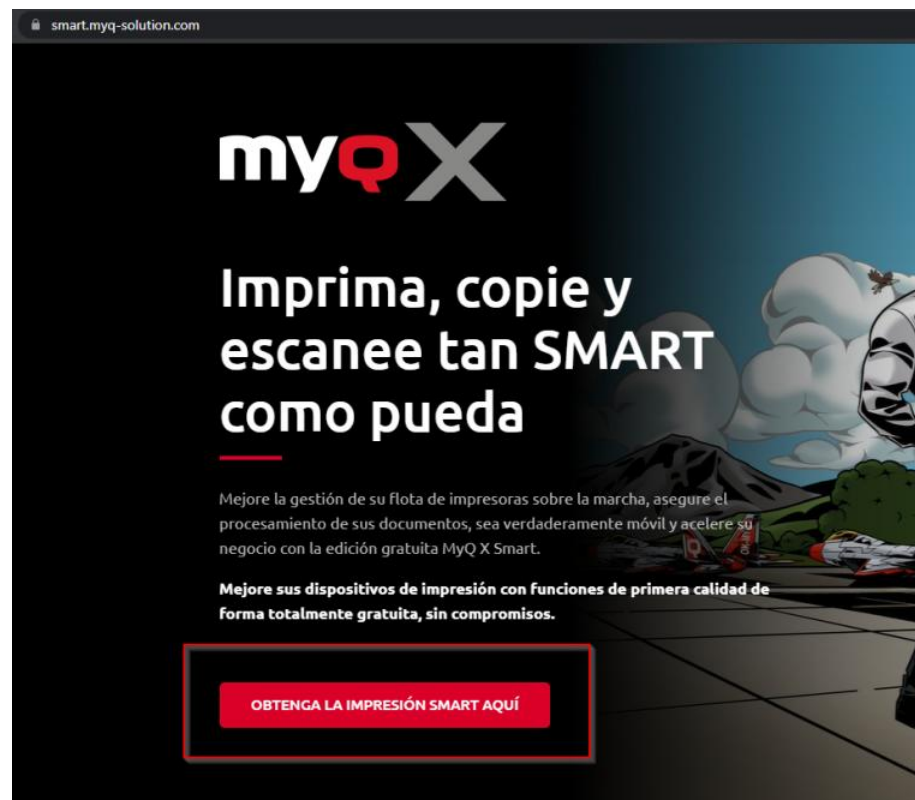 smart.myq-solution.com
myQ X
Imprima, copie y
escanee tan SMART
como pueda
Mejore la gestión de su flota de impresoras sobre la marcha, asegure el
procesamiento de sus documentos, sea verdaderamente móvil y acelere su
negocio con la edición gratuita MyQ X Smart.
Mejore sus dispositivos de impresión con funciones de primera calidad de
forma totalmente gratuita, sin compromisos.
OBTENGA LA IMPRESIÓN SMART AQUÍ